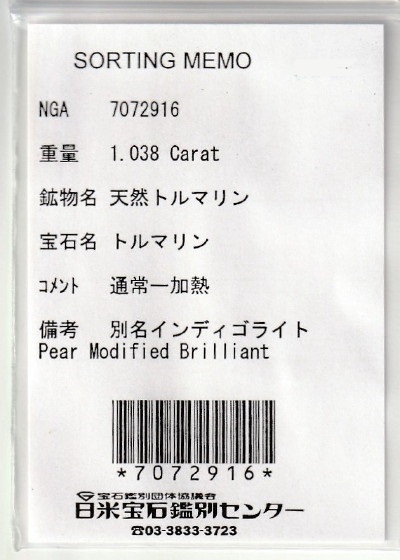 SORTING MEMO
NGA 7072916
重量 1.038 Carat
鉱物名 天然トルマリン
宝石名 トルマリン
ｺﾒﾝﾄ 通常一加熱
備考 別名インディゴライト
Pear Modified Brilliant
*7072916*
宝石鑑別団体協議会
日米宝石鑑別センター
☎03-3833-3723